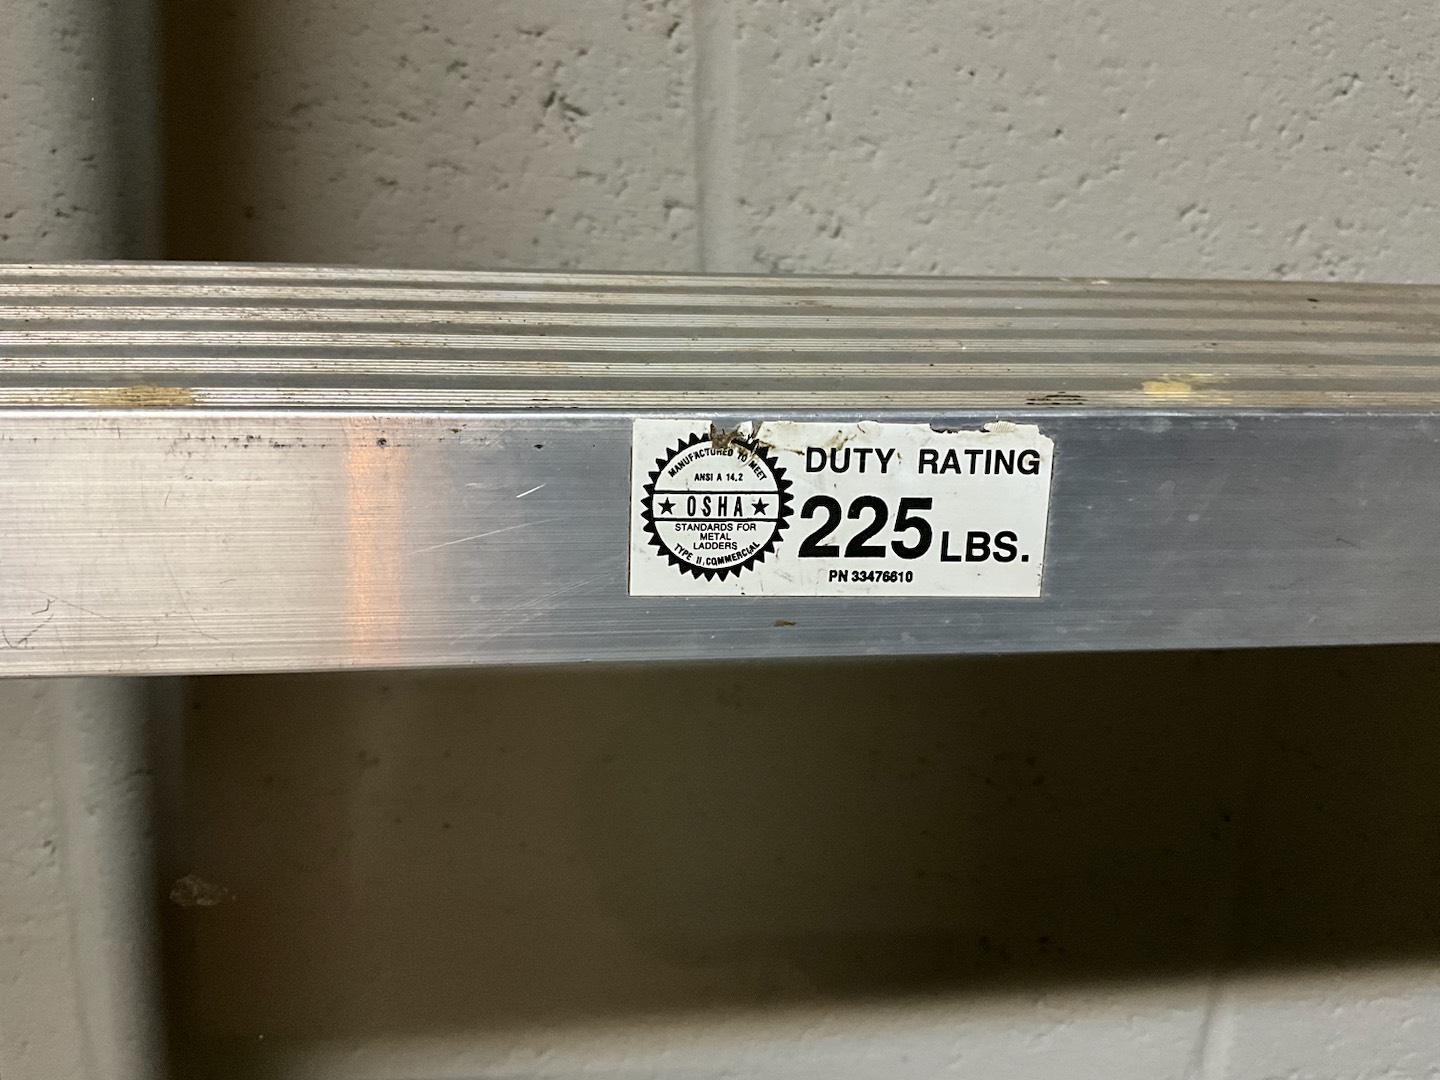 MANUFACTURED TO MEET
ANSI A 14.2
★ OSHA ★
STANDARDS FOR
METAL
LADDERS
TYPE II, COMMERCIAL
DUTY RATING
225 LBS.
PN 33476610